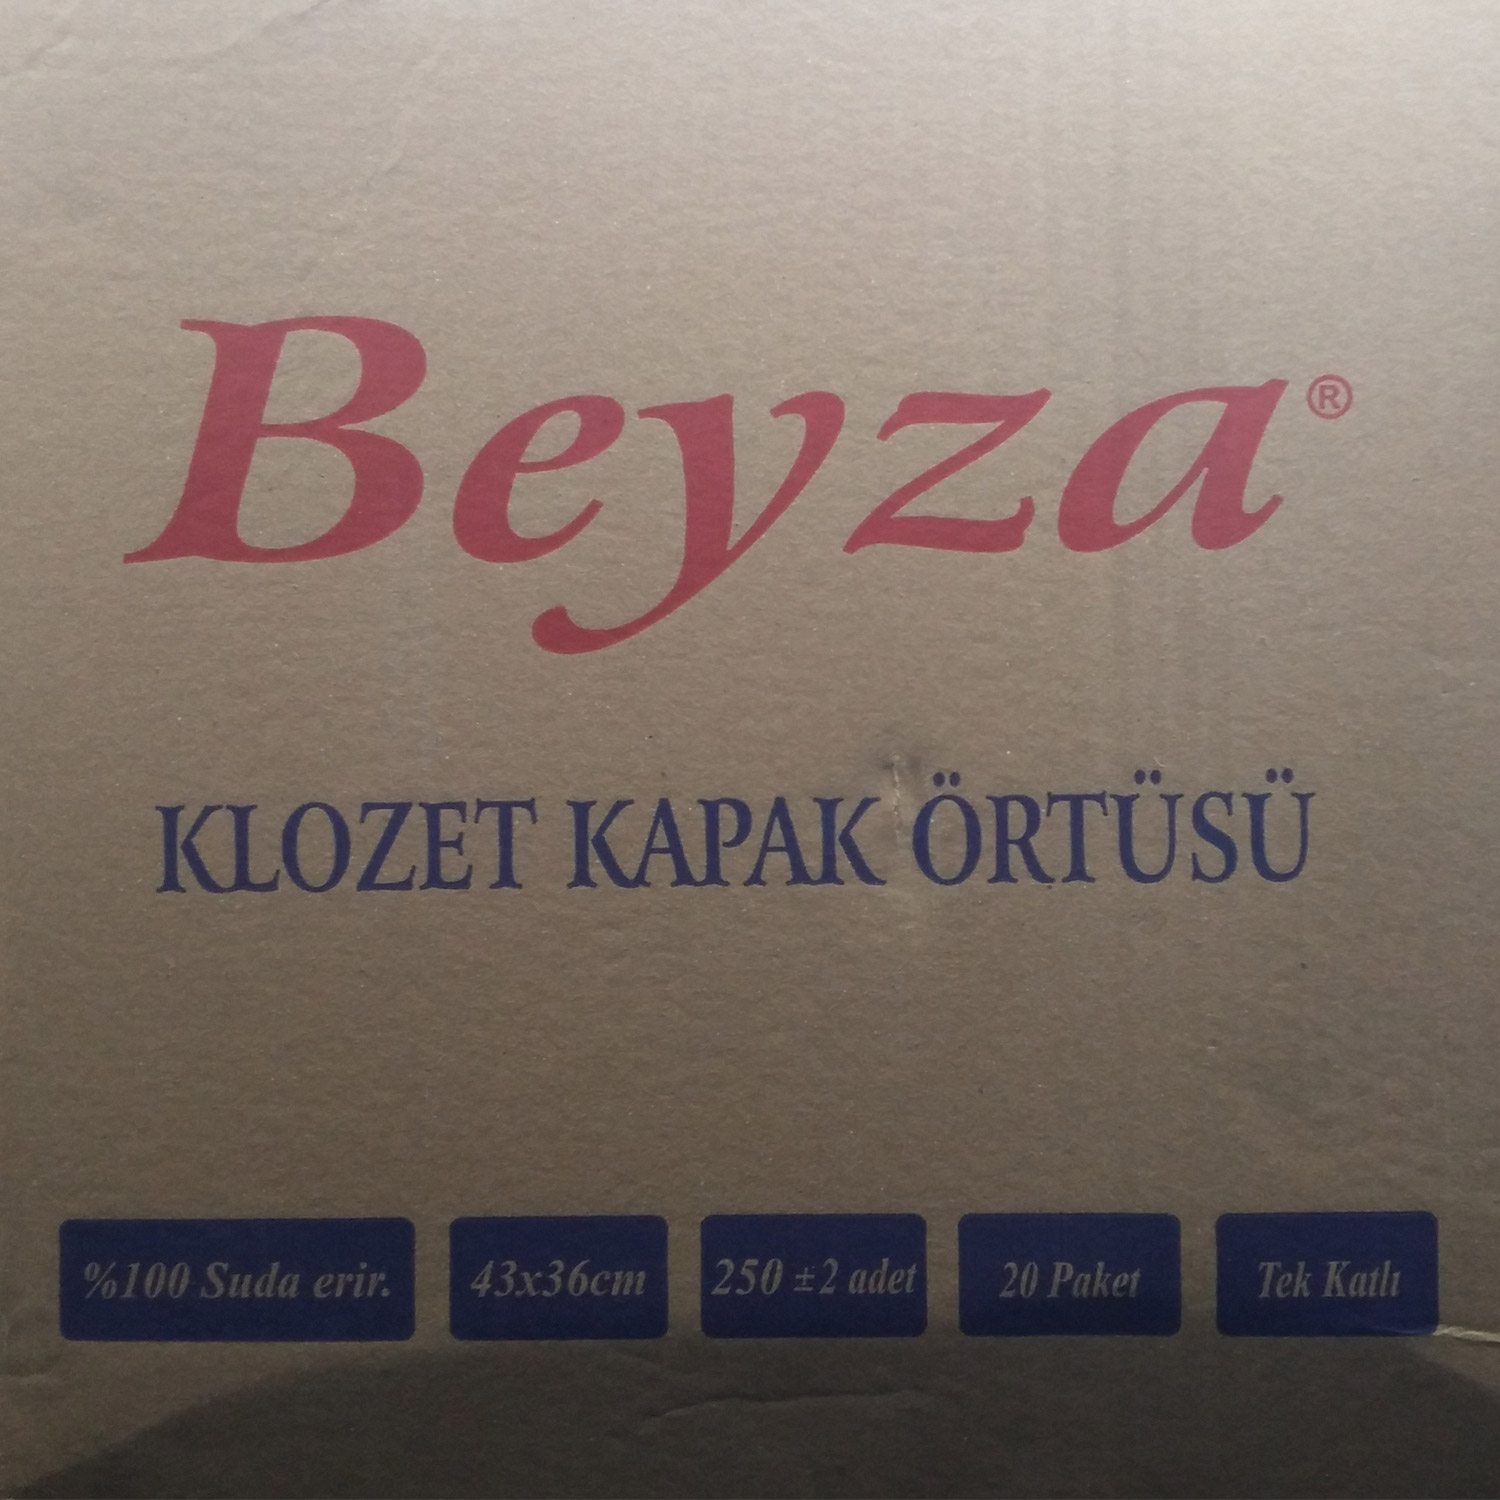 Beyza®
KLOZET KAPAK ÖRTÜSÜ
%100 Suda erir.
43x36cm
250 ±2 adet
20 Paket
Tek Katlı